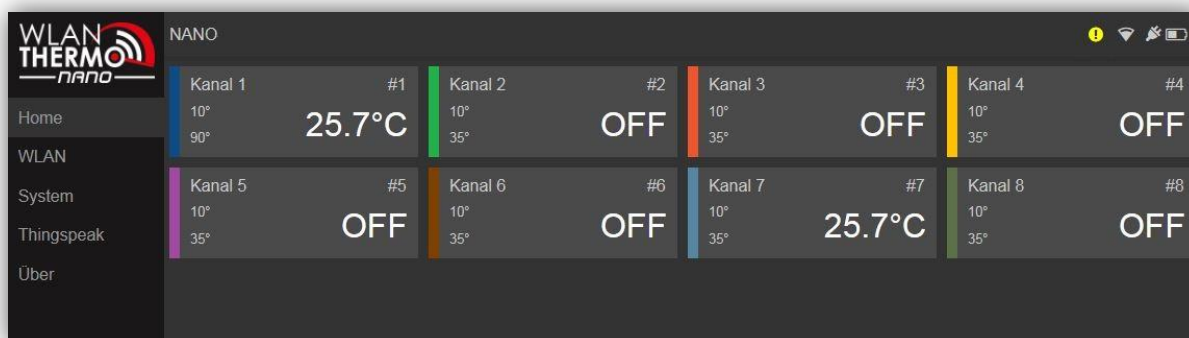 WLAN
THERMO
nano
NANO
!
Home
WLAN
System
Thingspeak
Über
Kanal 1 #1
10°
90°
25.7°C
Kanal 2 #2
10°
35°
OFF
Kanal 3 #3
10°
35°
OFF
Kanal 4 #4
10°
35°
OFF
Kanal 5 #5
10°
35°
OFF
Kanal 6 #6
10°
35°
OFF
Kanal 7 #7
10°
35°
25.7°C
Kanal 8 #8
10°
35°
OFF